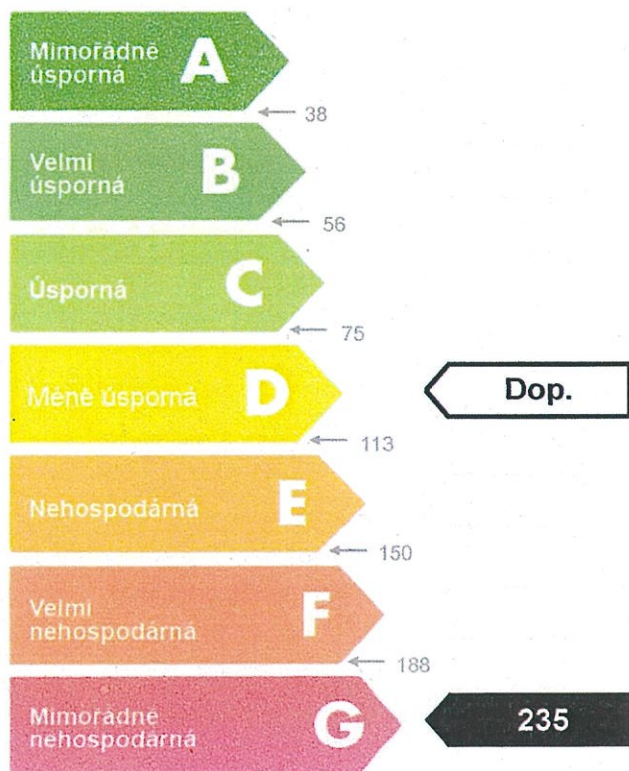 Mimořádně
úsporná
A
38
Velmi
úsporná
B
56
Úsporná
C
75
Méně úsporná
D
Dop.
113
Nehospodárná
E
150
Velmi
nehospodárná
F
188
Mimořádně
nehospodárná
G
235